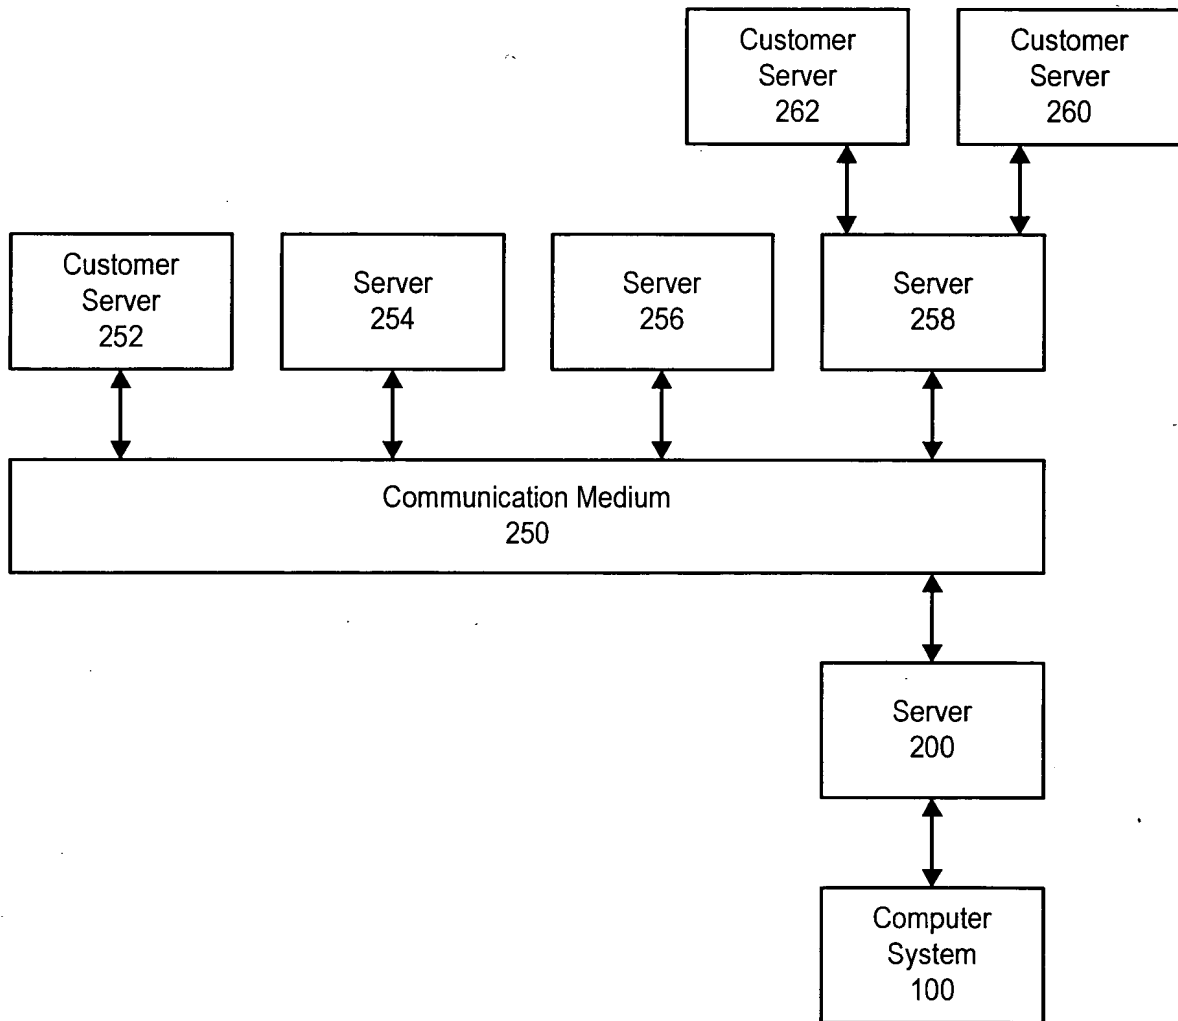 Customer
Server
262
Customer
Server
260
Customer
Server
252
Server
254
Server
256
Server
258
Communication Medium
250
Server
200
Computer
System
100